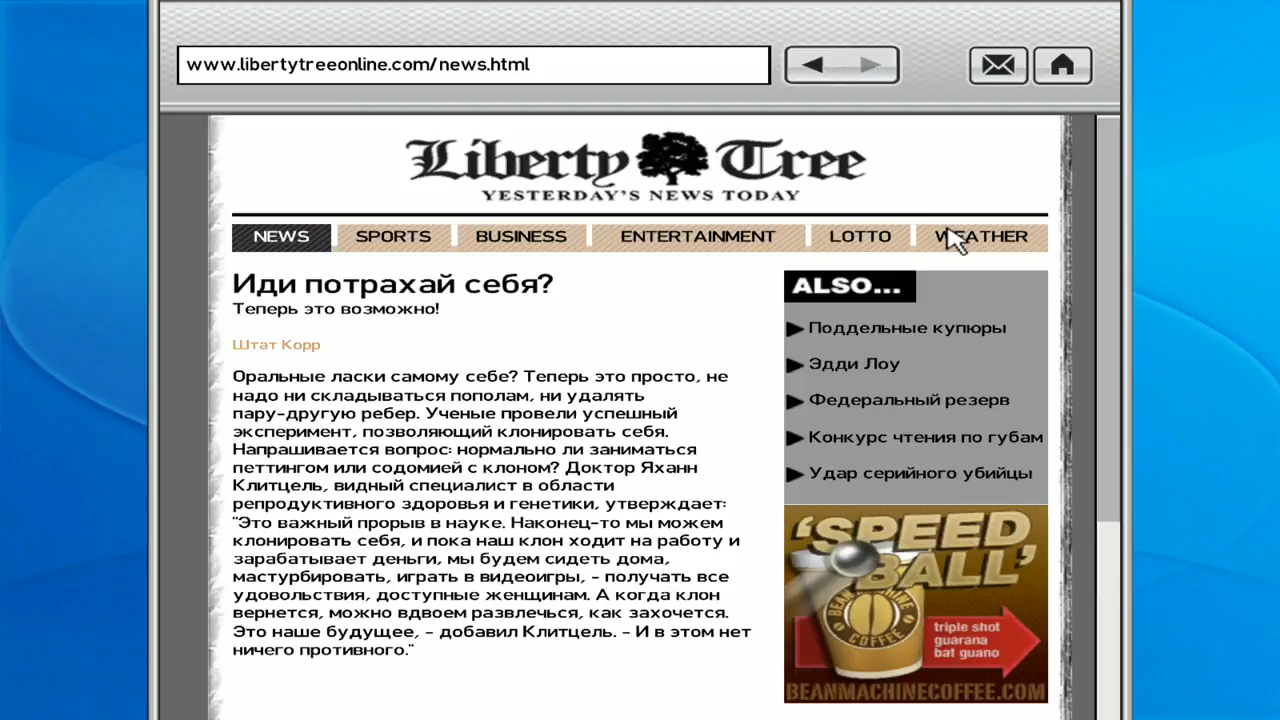 www.libertytreeonline.com/news.html
Liberty Tree
YESTERDAY'S NEWS TODAY
NEWS SPORTS BUSINESS ENTERTAINMENT LOTTO WEATHER
Иди потрахай себя?
Теперь это возможно!
Штат Корр
Оральные ласки самому себе? Теперь это просто, не
надо ни складываться пополам, ни удалять
пару-другую ребер. Ученые провели успешный
эксперимент, позволяющий клонировать себя.
Напрашивается вопрос: нормально ли заниматься
петтингом или содомией с клоном? Доктор Яханн
Клитцель, видный специалист в области
репродуктивного здоровья и генетики, утверждает:
"Это важный прорыв в науке. Наконец-то мы можем
клонировать себя, и пока наш клон ходит на работу и
зарабатывает деньги, мы будем сидеть дома,
мастурбировать, играть в видеоигры, - получать все
удовольствия, доступные женщинам. А когда клон
вернется, можно вдвоем развлечься, как захочется.
Это наше будущее, - добавил Клитцель. - И в этом нет
ничего противного."
ALSO...
Поддельные купюры
Эдди Лоу
Федеральный резерв
Конкурс чтения по губам
Удар серийного убийцы
'SPEED
BALL'
BEAN MACHINE
COFFEE
triple shot
guarana
bat guano
BEANMACHINECOFFEE.COM